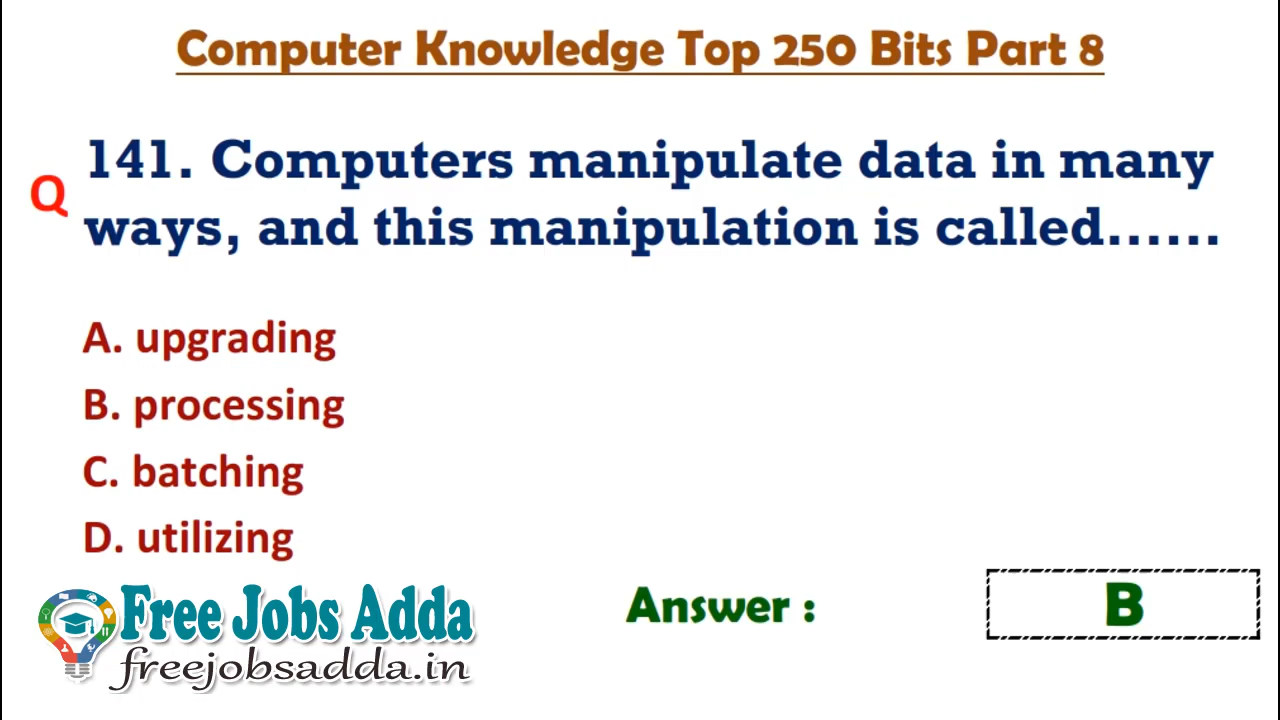 Computer Knowledge Top 250 Bits Part 8
Q
141. Computers manipulate data in many
ways, and this manipulation is called......
A. upgrading
B. processing
C. batching
D. utilizing
Answer :
B
Free Jobs Adda
freejobsadda.in